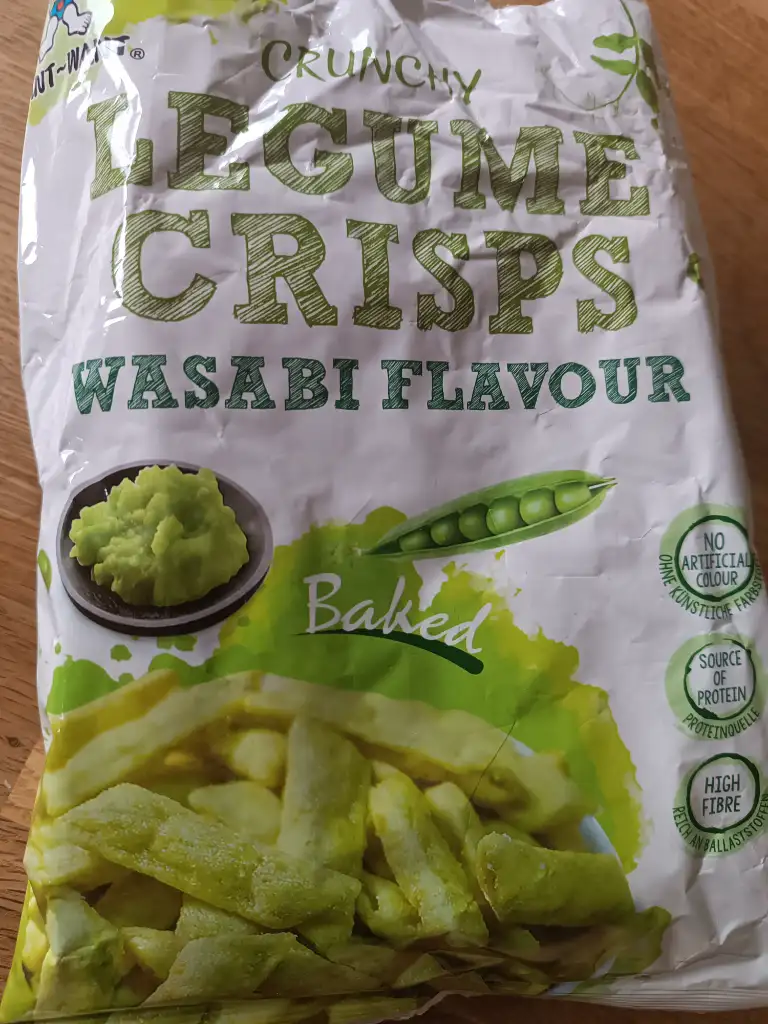 CRUNCHY
LEGUME
CRISPS
WASABI FLAVOUR
Baked
NO
ARTIFICIAL
COLOUR
OHNE KÜNSTLICHE
SOURCE
OF
PROTEIN
PROTEINQUELLE
HIGH
FIBRE
REICH AN BALLASTSTOFFEN